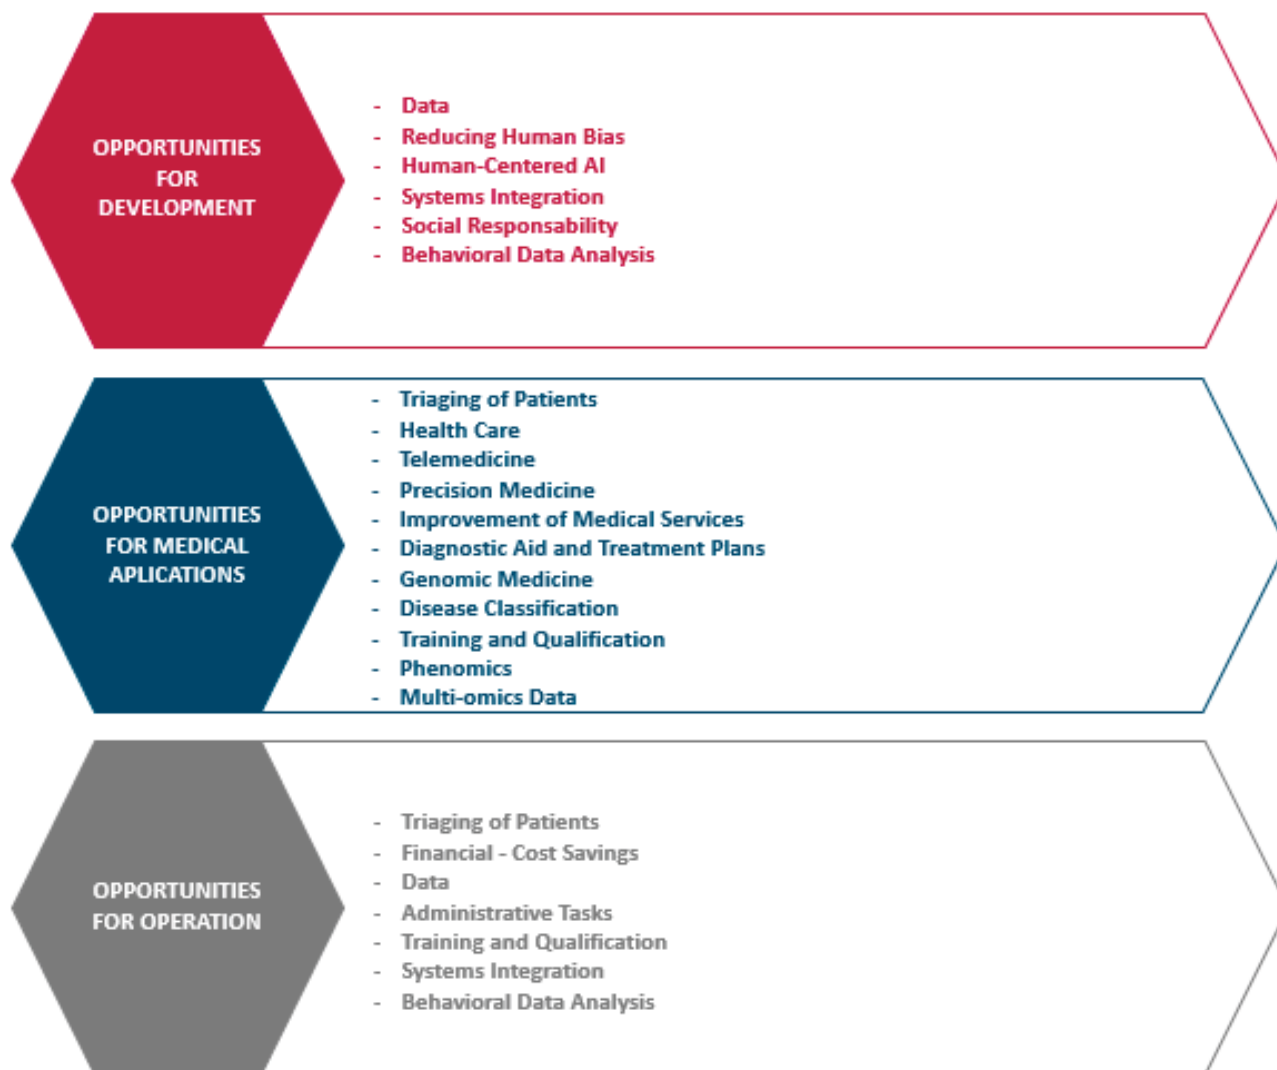 OPPORTUNITIES
FOR
DEVELOPMENT
- Data
- Reducing Human Bias
- Human-Centered AI
- Systems Integration
- Social Responsability
- Behavioral Data Analysis
OPPORTUNITIES
FOR MEDICAL
APLICATIONS
- Triaging of Patients
- Health Care
- Telemedicine
- Precision Medicine
- Improvement of Medical Services
- Diagnostic Aid and Treatment Plans
- Genomic Medicine
- Disease Classification
- Training and Qualification
- Phenomics
- Multi-omics Data
OPPORTUNITIES
FOR OPERATION
- Triaging of Patients
- Financial - Cost Savings
- Data
- Administrative Tasks
- Training and Qualification
- Systems Integration
- Behavioral Data Analysis